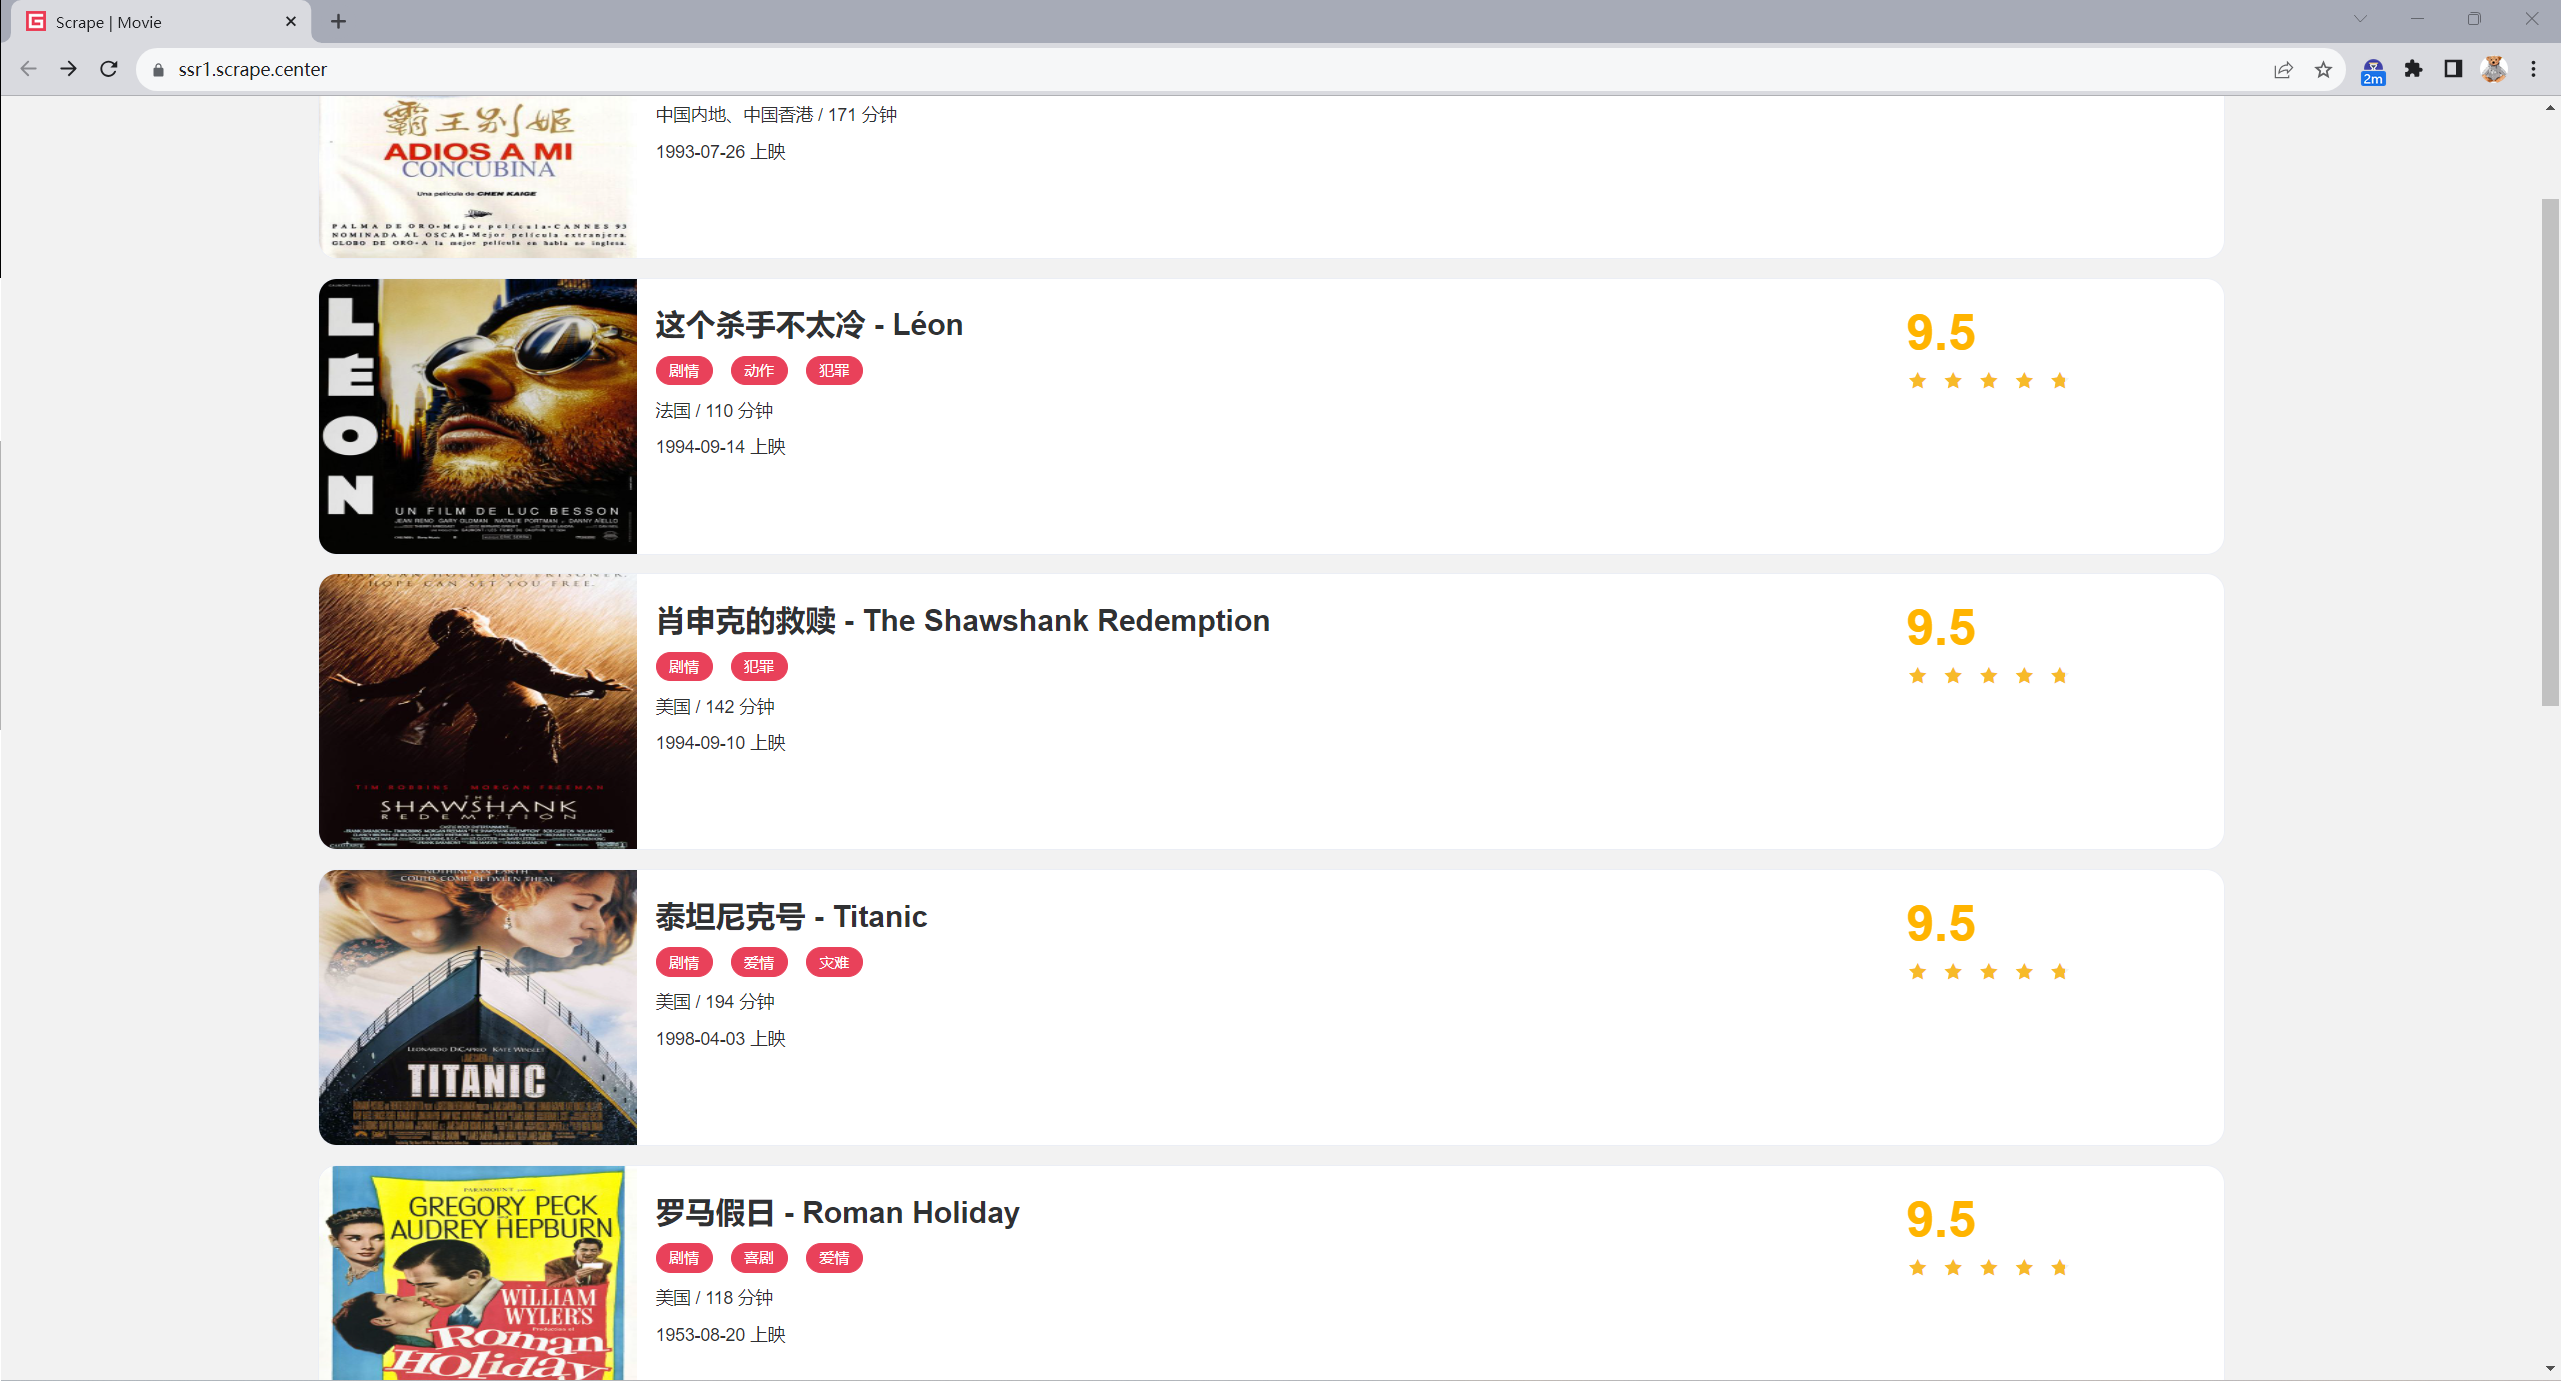 Scrape | Movie
ssr1.scrape.center
2m
霸王别姬
ADIOS A MI
CONCUBINA
Una película de CHEN KAIGE
PALMA DE ORO•Mejor película•CANNES 93
NOMINADA AL OSCAR•Mejor película extranjera.
GLOBO DE ORO•A la mejor película en habla no inglesa.
中国内地、中国香港 / 171 分钟
1993-07-26 上映
LÉON
UN FILM DE LUC BESSON
JEAN RENO GARY OLDMAN NATALIE PORTMAN DANNY AIELLO
这个杀手不太冷 - Léon
9.5
剧情 动作 犯罪
法国 / 110 分钟
1994-09-14 上映
HOPE CAN SET YOU FREE.
TIM ROBBINS MORGAN FREEMAN
THE
SHAWSHANK
REDEMPTION
肖申克的救赎 - The Shawshank Redemption
9.5
剧情 犯罪
美国 / 142 分钟
1994-09-10 上映
NOTHING ON EARTH
COULD COME BETWEEN THEM.
LEONARDO DICAPRIO KATE WINSLET
TITANIC
泰坦尼克号 - Titanic
9.5
剧情 爱情 灾难
美国 / 194 分钟
1998-04-03 上映
PARAMOUNT
GREGORY PECK
AUDREY HEPBURN
WILLIAM
WYLER'S
Roman
Holiday
罗马假日 - Roman Holiday
9.5
剧情 喜剧 爱情
美国 / 118 分钟
1953-08-20 上映